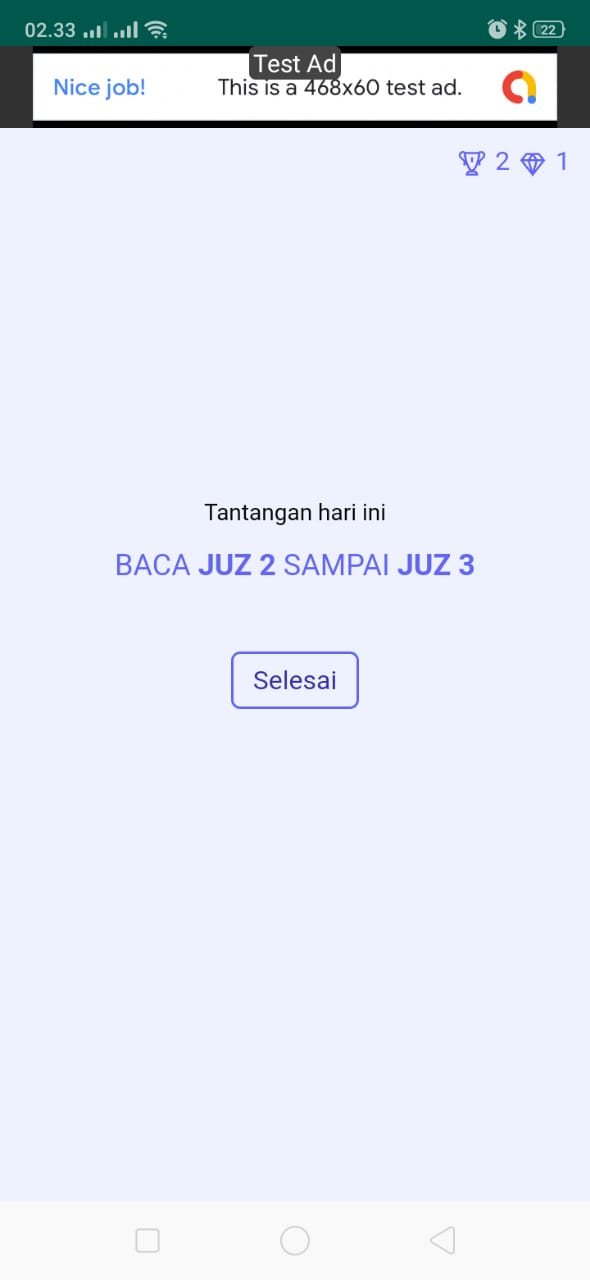 02.33
22
Test Ad
Nice job! This is a 468x60 test ad.
2 1
Tantangan hari ini
BACA JUZ 2 SAMPAI JUZ 3
Selesai